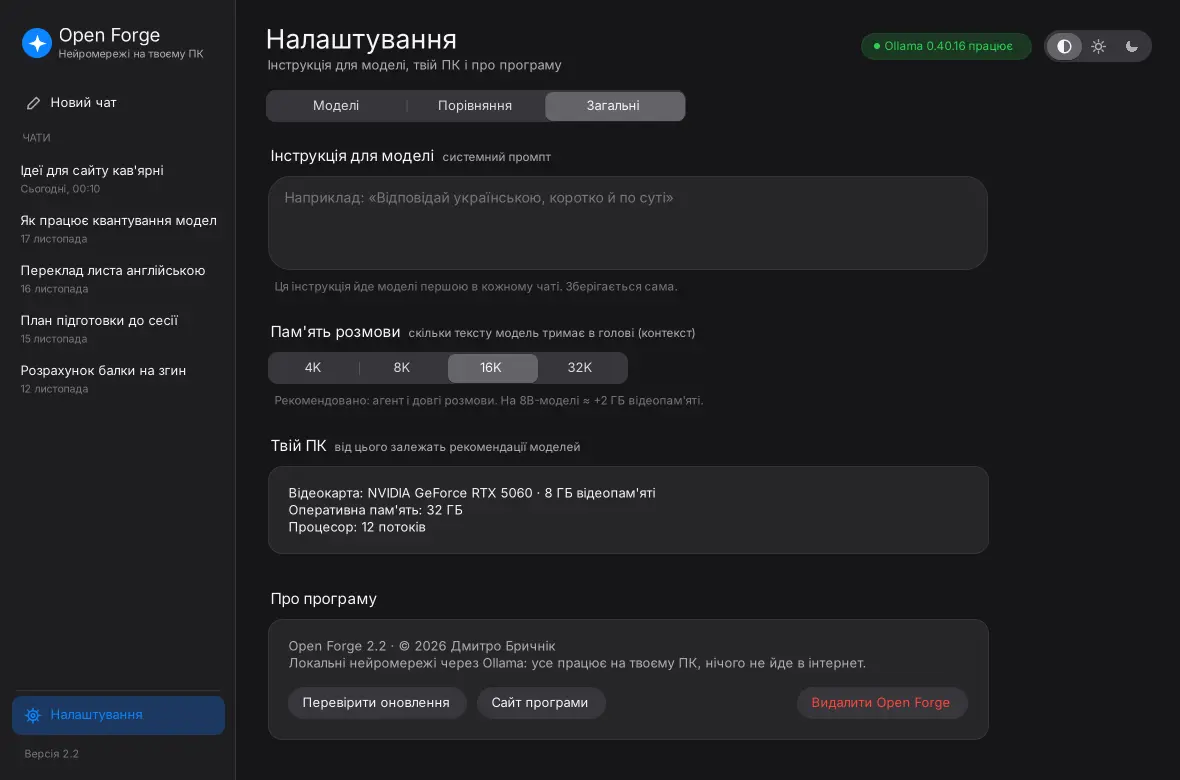 Open Forge
Нейромережі на твоєму ПК
Новий чат
ЧАТИ
Ідеї для сайту кав'ярні
Сьогодні, 00:10
Як працює квантування модел
17 листопада
Переклад листа англійською
16 листопада
План підготовки до сесії
15 листопада
Розрахунок балки на згин
12 листопада
Налаштування
Версія 2.2
Налаштування
Інструкція для моделі, твій ПК і про програму
Ollama 0.40.16 працює
Моделі
Порівняння
Загальні
Інструкція для моделі системний промпт
Наприклад: «Відповідай українською, коротко й по суті»
Ця інструкція йде моделі першою в кожному чаті. Зберігається сама.
Пам'ять розмови скільки тексту модель тримає в голові (контекст)
4K
8K
16K
32K
Рекомендовано: агент і довгі розмови. На 8B-моделі ≈ +2 ГБ відеопам'яті.
Твій ПК від цього залежать рекомендації моделей
Відеокарта: NVIDIA GeForce RTX 5060 · 8 ГБ відеопам'яті
Оперативна пам'ять: 32 ГБ
Процесор: 12 потоків
Про програму
Open Forge 2.2 · © 2026 Дмитро Бричнік
Локальні нейромережі через Ollama: усе працює на твоєму ПК, нічого не йде в інтернет.
Перевірити оновлення
Сайт програми
Видалити Open Forge